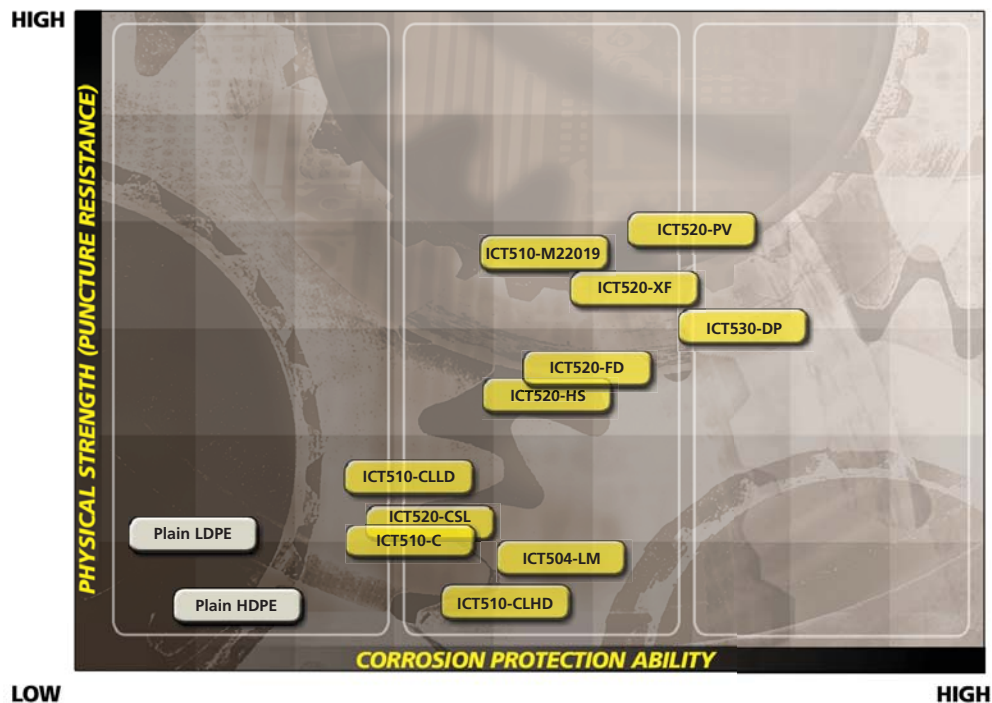 HIGH
PHYSICAL STRENGTH (PUNCTURE RESISTANCE)
ICT520-PV
ICT510-M22019
ICT520-XF
ICT530-DP
ICT520-FD
ICT520-HS
ICT510-CLLD
ICT520-CSL
Plain LDPE
ICT510-C
ICT504-LM
Plain HDPE
ICT510-CLHD
CORROSION PROTECTION ABILITY
LOW
HIGH